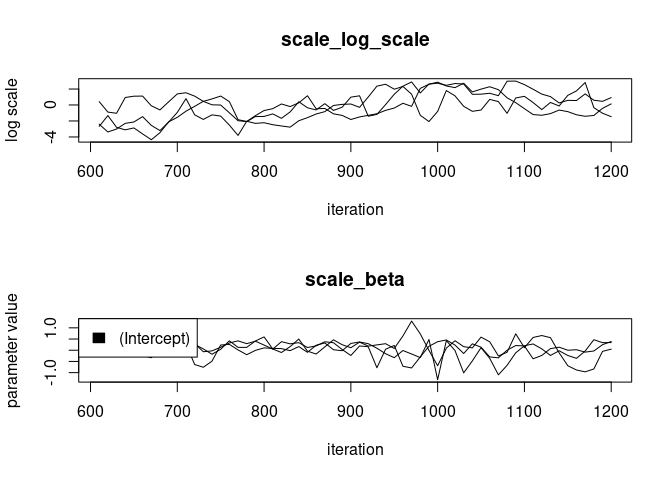 scale_log_scale
log scale
0
-4
600 700 800 900 1000 1100 1200
iteration
scale_beta
parameter value
1.0
-1.0
(Intercept)
600 700 800 900 1000 1100 1200
iteration